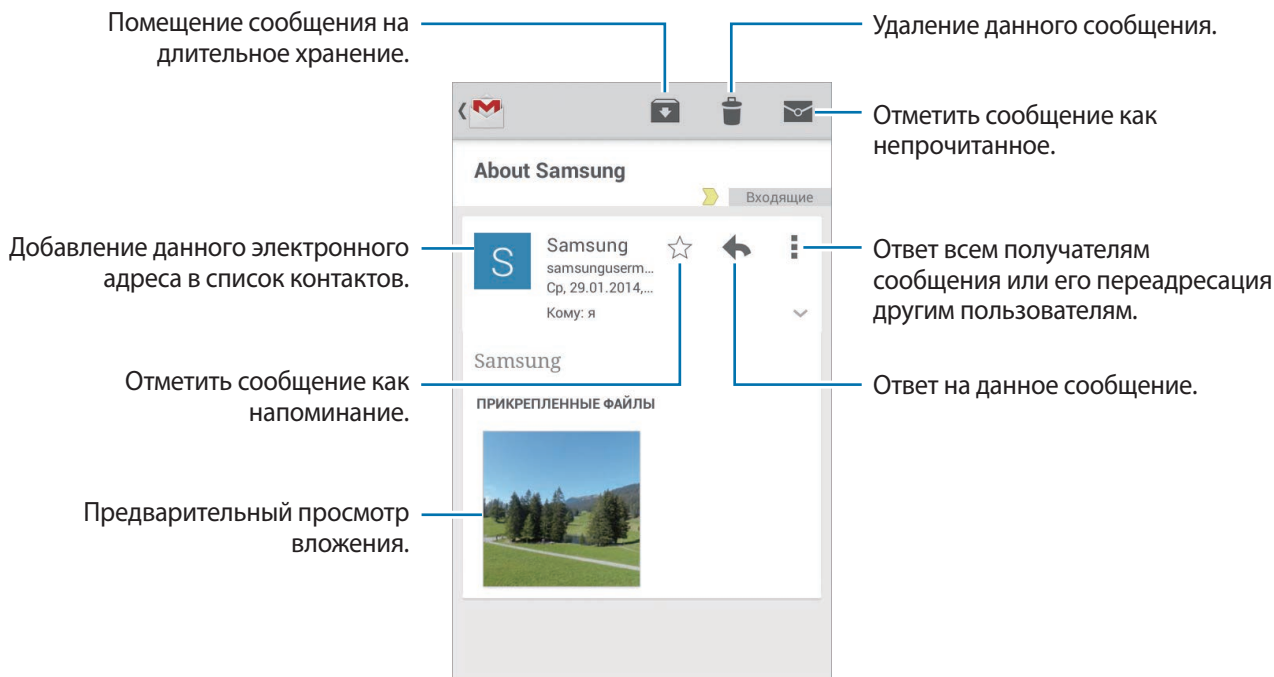 Помещение сообщения на
длительное хранение.
Удаление данного сообщения.
Отметить сообщение как
непрочитанное.
About Samsung
Входящие
Добавление данного электронного
адреса в список контактов.
S
Samsung
samsunguserm...
Ср, 29.01.2014,...
Кому: я
Ответ всем получателям
сообщения или его переадресация
другим пользователям.
Samsung
Отметить сообщение как
напоминание.
Ответ на данное сообщение.
ПРИКРЕПЛЕННЫЕ ФАЙЛЫ
Предварительный просмотр
вложения.